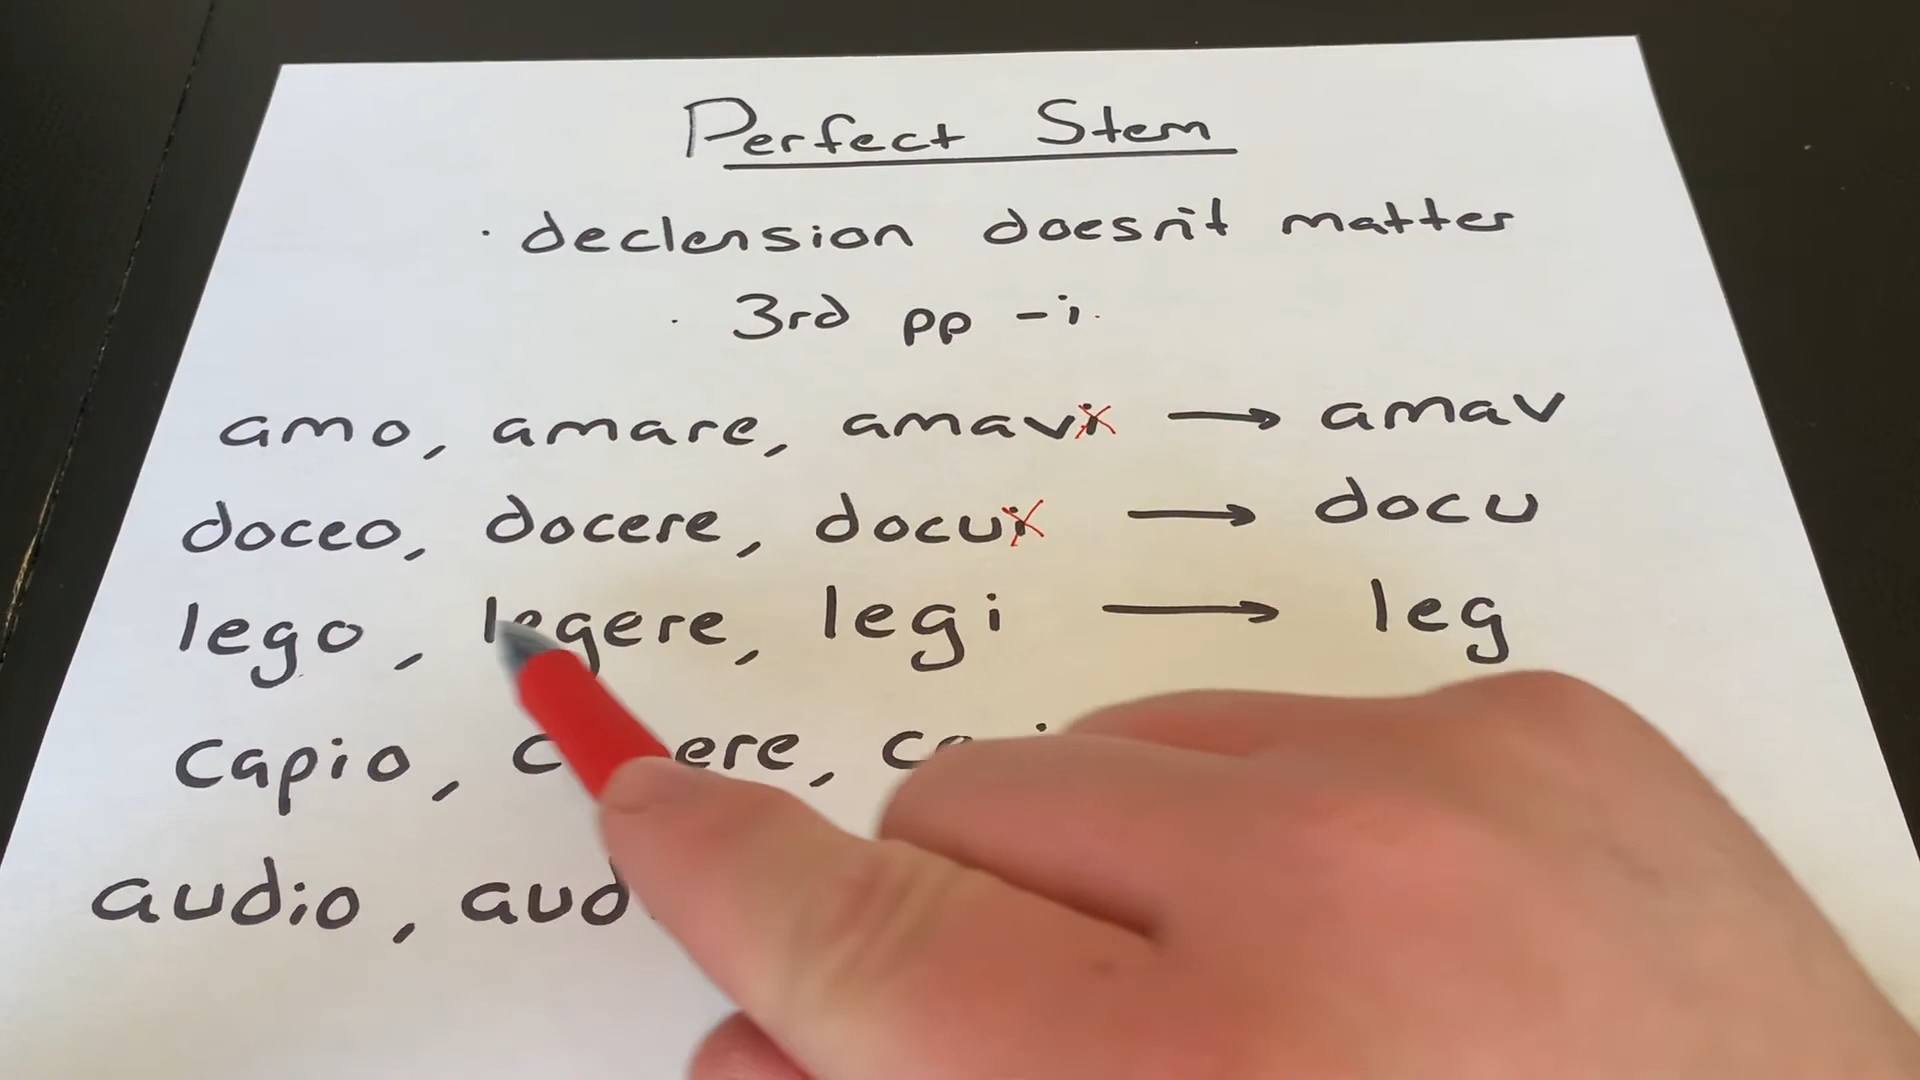 Perfect Stem
· declension doesn't matter
· 3rd pp -i
amo, amare, amavi → amav
doceo, docere, docui → docu
lego, legere, legi → leg
capio,
audio,